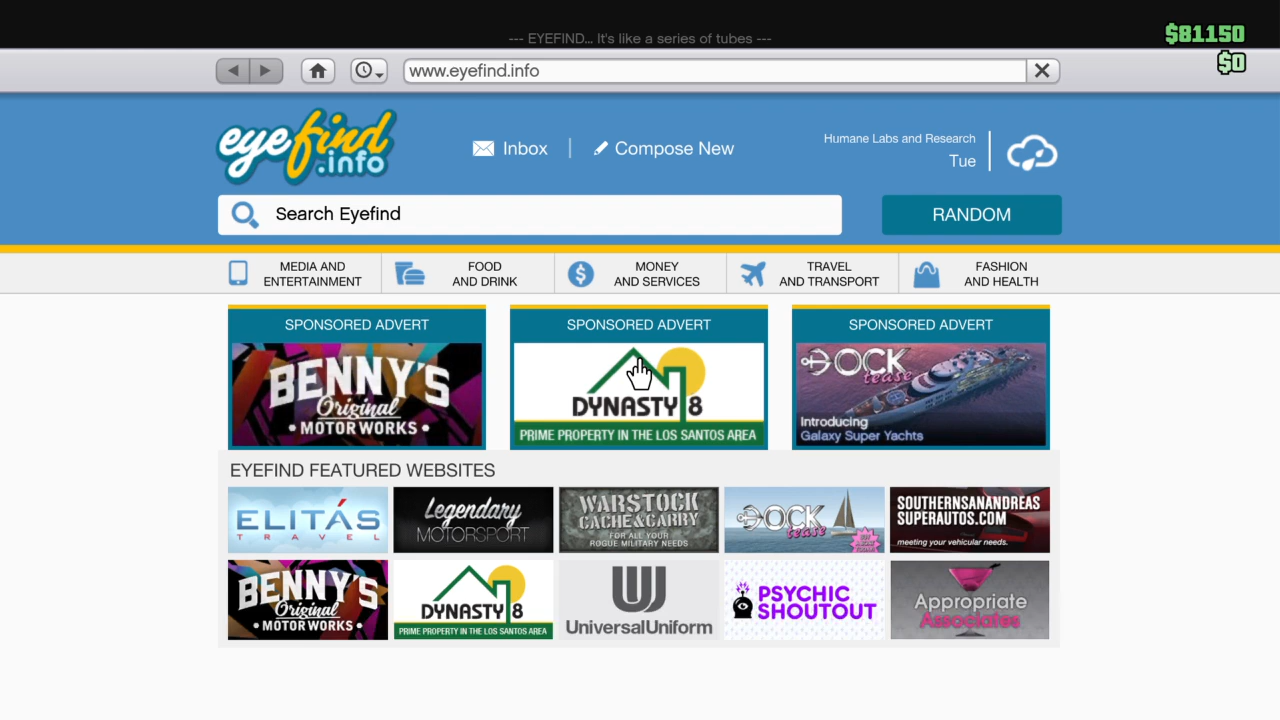 --- EYEFIND... It's like a series of tubes ---
$81150
$0
www.eyefind.info
eyefind
.info
Inbox
Compose New
Humane Labs and Research
Tue
Search Eyefind
RANDOM
MEDIA AND
ENTERTAINMENT
FOOD
AND DRINK
MONEY
AND SERVICES
TRAVEL
AND TRANSPORT
FASHION
AND HEALTH
SPONSORED ADVERT
BENNY'S
Original
• MOTORWORKS •
SPONSORED ADVERT
DYNASTY 8
PRIME PROPERTY IN THE LOS SANTOS AREA
SPONSORED ADVERT
DOCK
tease
Introducing
Galaxy Super Yachts
EYEFIND FEATURED WEBSITES
ELITÁS
TRAVEL
Legendary
MOTORSPORT
WARSTOCK
CACHE&CARRY
FOR ALL YOUR
ROGUE MILITARY NEEDS
DOCK
tease
SOUTHERNSANANDREAS
SUPERAUTOS.COM
meeting your vehicular needs.
BENNY'S
Original
• MOTORWORKS •
DYNASTY 8
PRIME PROPERTY IN THE LOS SANTOS AREA
UniversalUniform
PSYCHIC
SHOUTOUT
Appropriate
Associates